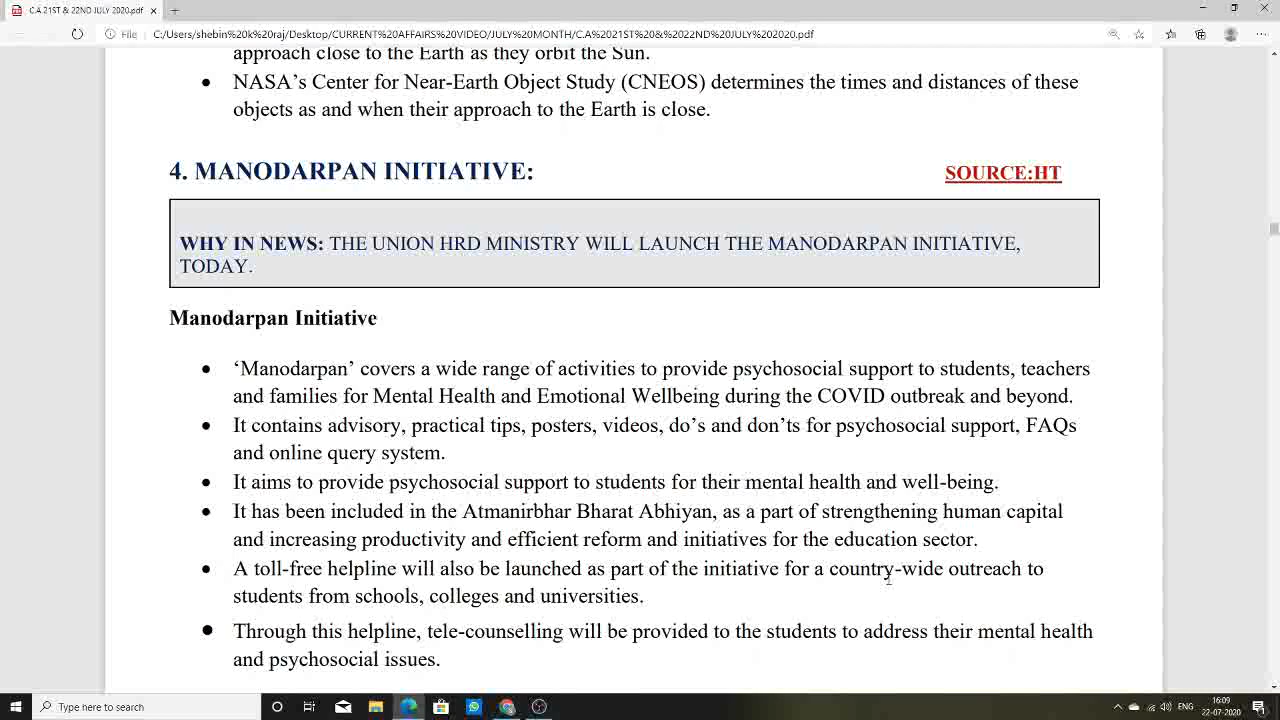 C.A 21ST & 22ND JULY 2020.pdf
File
C:/Users/shebin%20k%20raj/Desktop/CURRENT%20AFFAIRS%20VIDEO/JULY%20MONTH/C.A%2021ST%20&%2022ND%20JULY%202020.pdf
approach close to the Earth as they orbit the Sun.
• NASA’s Center for Near-Earth Object Study (CNEOS) determines the times and distances of these
objects as and when their approach to the Earth is close.
4. MANODARPAN INITIATIVE: SOURCE:HT
WHY IN NEWS: THE UNION HRD MINISTRY WILL LAUNCH THE MANODARPAN INITIATIVE,
TODAY.
Manodarpan Initiative
• ‘Manodarpan’ covers a wide range of activities to provide psychosocial support to students, teachers
and families for Mental Health and Emotional Wellbeing during the COVID outbreak and beyond.
• It contains advisory, practical tips, posters, videos, do’s and don’ts for psychosocial support, FAQs
and online query system.
• It aims to provide psychosocial support to students for their mental health and well-being.
• It has been included in the Atmanirbhar Bharat Abhiyan, as a part of strengthening human capital
and increasing productivity and efficient reform and initiatives for the education sector.
• A toll-free helpline will also be launched as part of the initiative for a country-wide outreach to
students from schools, colleges and universities.
• Through this helpline, tele-counselling will be provided to the students to address their mental health
and psychosocial issues.
Type here to search
ENG
16:09
22-07-2020